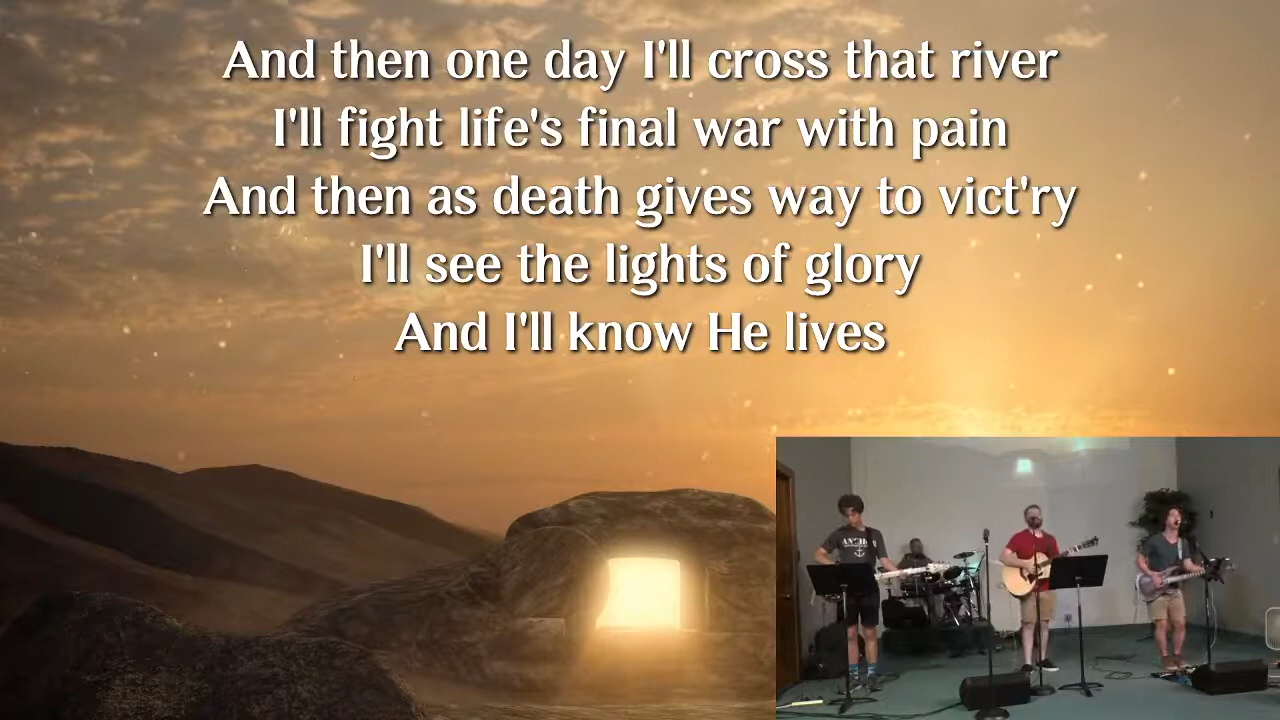 And then one day I'll cross that river
I'll fight life's final war with pain
And then as death gives way to vict'ry
I'll see the lights of glory
And I'll know He lives
ANCHOR